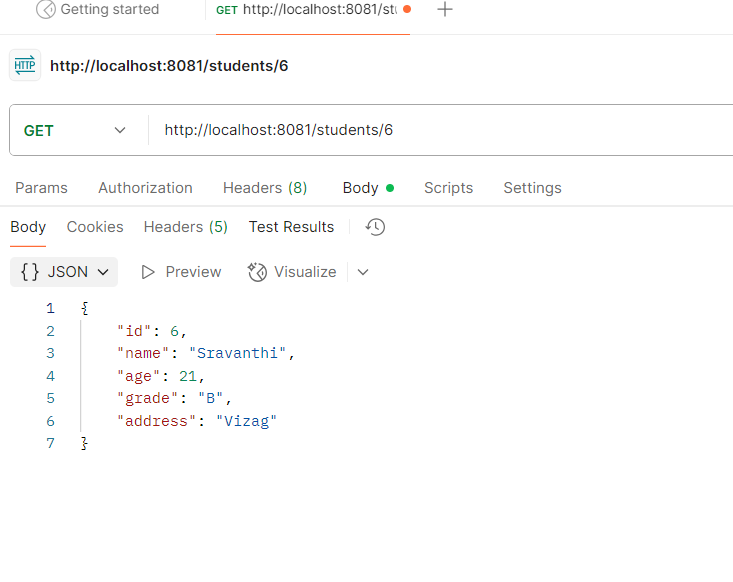 Getting started
GET http://localhost:8081/stu
HTTP http://localhost:8081/students/6
GET http://localhost:8081/students/6
Params Authorization Headers (8) Body Scripts Settings
Body Cookies Headers (5) Test Results
{} JSON Preview Visualize
1 {
2 "id": 6,
3 "name": "Sravanthi",
4 "age": 21,
5 "grade": "B",
6 "address": "Vizag"
7 }